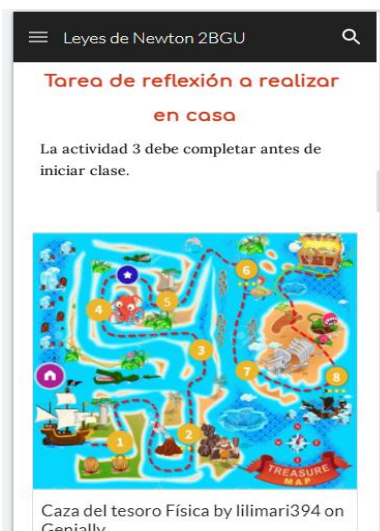 Leyes de Newton 2BGU
Tarea de reflexión a realizar
en casa
La actividad 3 debe completar antes de
iniciar clase.
6
4
5
3
7
8
1
2
TREASURE
MAP
Caza del tesoro Física by lilimari394 on
Genially